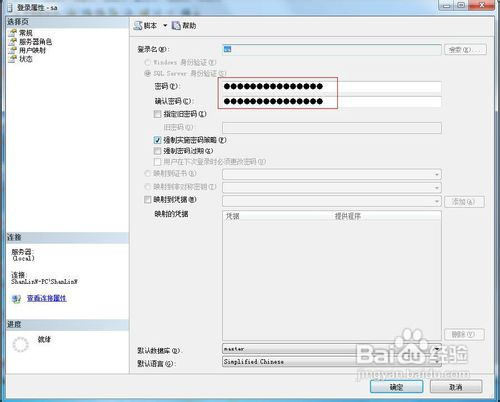 登录属性 - sa
选择页
常规
服务器角色
用户映射
状态
脚本
帮助
登录名(N):
sa
搜索(E)...
Windows 身份验证(W)
SQL Server 身份验证(S)
密码(P):
●●●●●●●●●●●●●●●
确认密码(C):
●●●●●●●●●●●●●●●
指定旧密码(I)
旧密码(O):
强制实施密码策略(F)
强制密码过期(X)
用户在下次登录时必须更改密码(U)
映射到证书(R)
映射到非对称密钥(Y)
映射到凭据(M)
添加(A)
映射的凭据
凭据
提供程序
删除(V)
默认数据库(D):
master
默认语言(G):
Simplified Chinese
连接
服务器:
(local)
连接:
ShanLinW-PC\ShanLinW
查看连接属性
进度
就绪
确定
取消
Baidu经验
jingyan.baidu.com